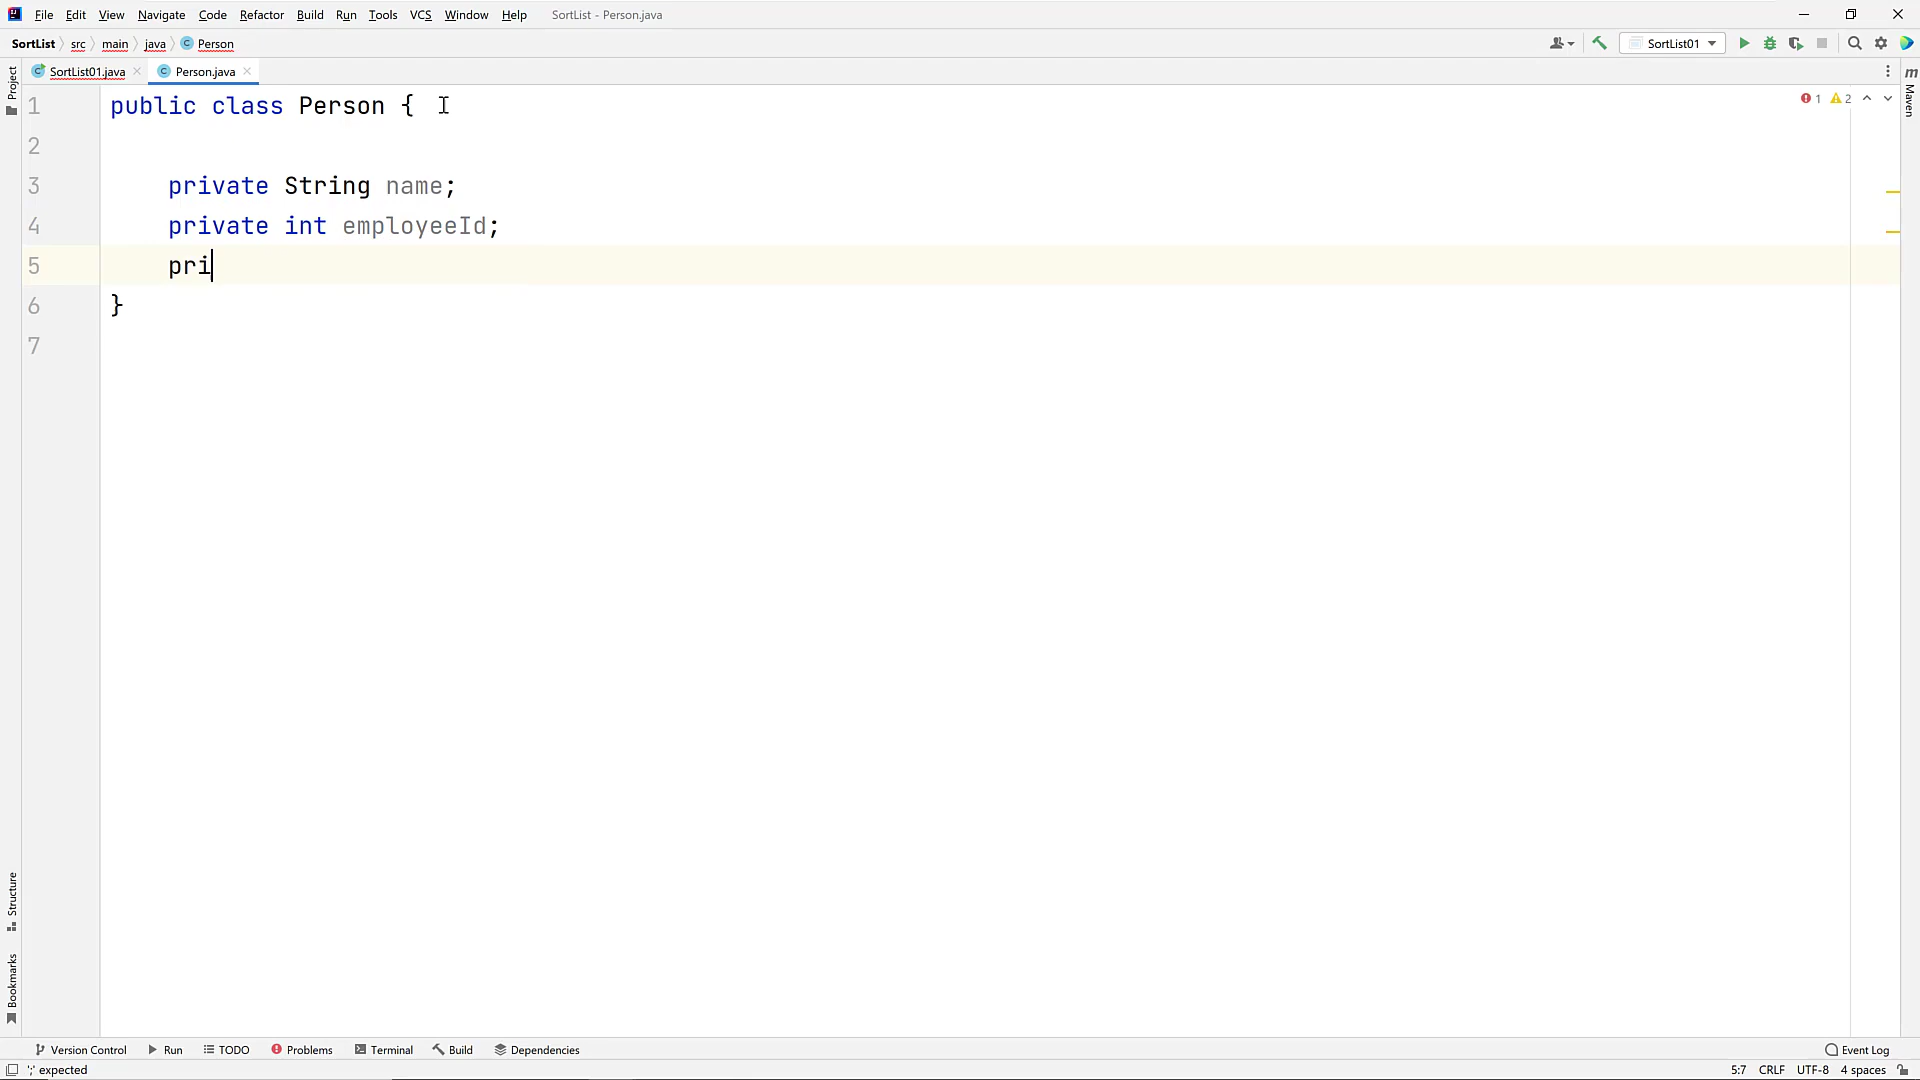 File Edit View Navigate Code Refactor Build Run Tools VCS Window Help SortList - Person.java
SortList src main java Person SortList01
SortList01.java Person.java
Project
m Maven
1 public class Person {
1 2
2
3 private String name;
4 private int employeeId;
5 pri
6 }
7
Structure
Bookmarks
Version Control Run TODO Problems Terminal Build Dependencies Event Log
';' expected 5:7 CRLF UTF-8 4 spaces